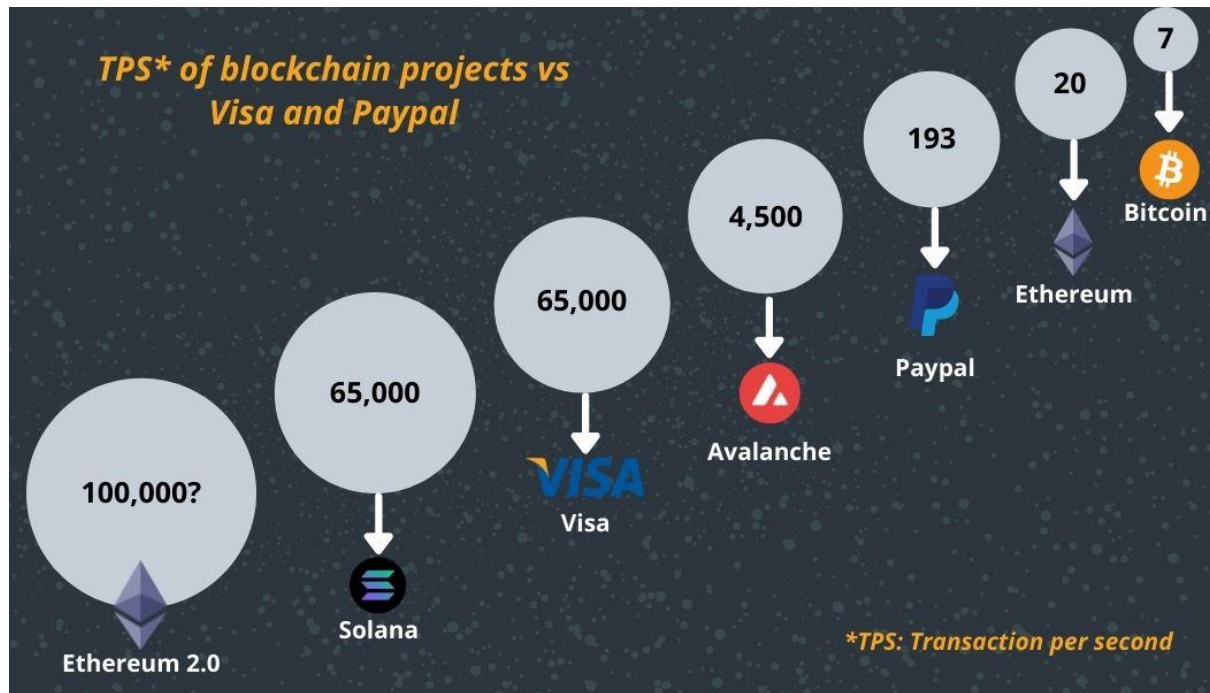 TPS* of blockchain projects vs
Visa and Paypal
100,000?
Ethereum 2.0
65,000
Solana
65,000
VISA
Visa
4,500
Avalanche
193
Paypal
20
Ethereum
7
Bitcoin
*TPS: Transaction per second